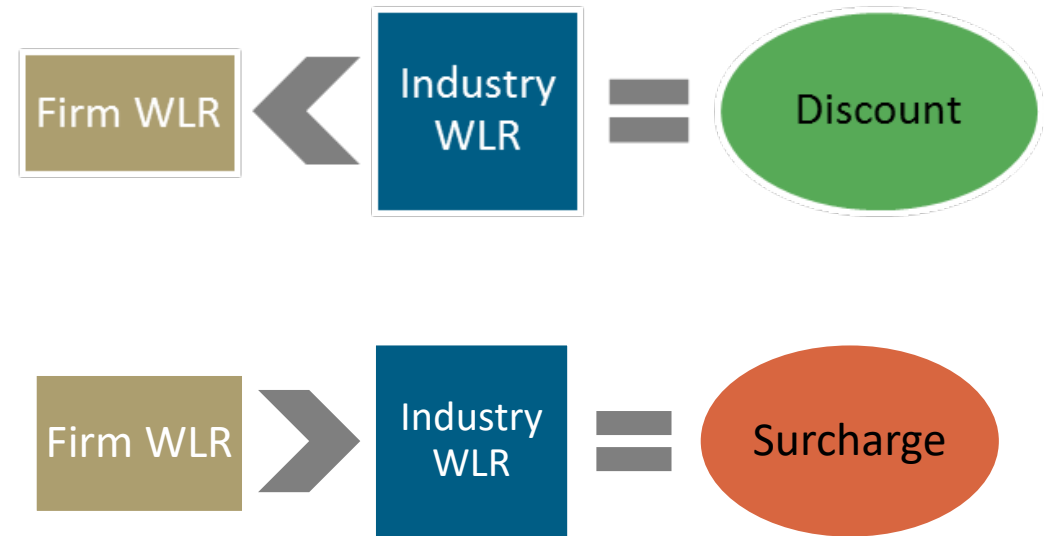 Firm WLR
Industry
WLR
Discount
Firm WLR
Industry
WLR
Surcharge